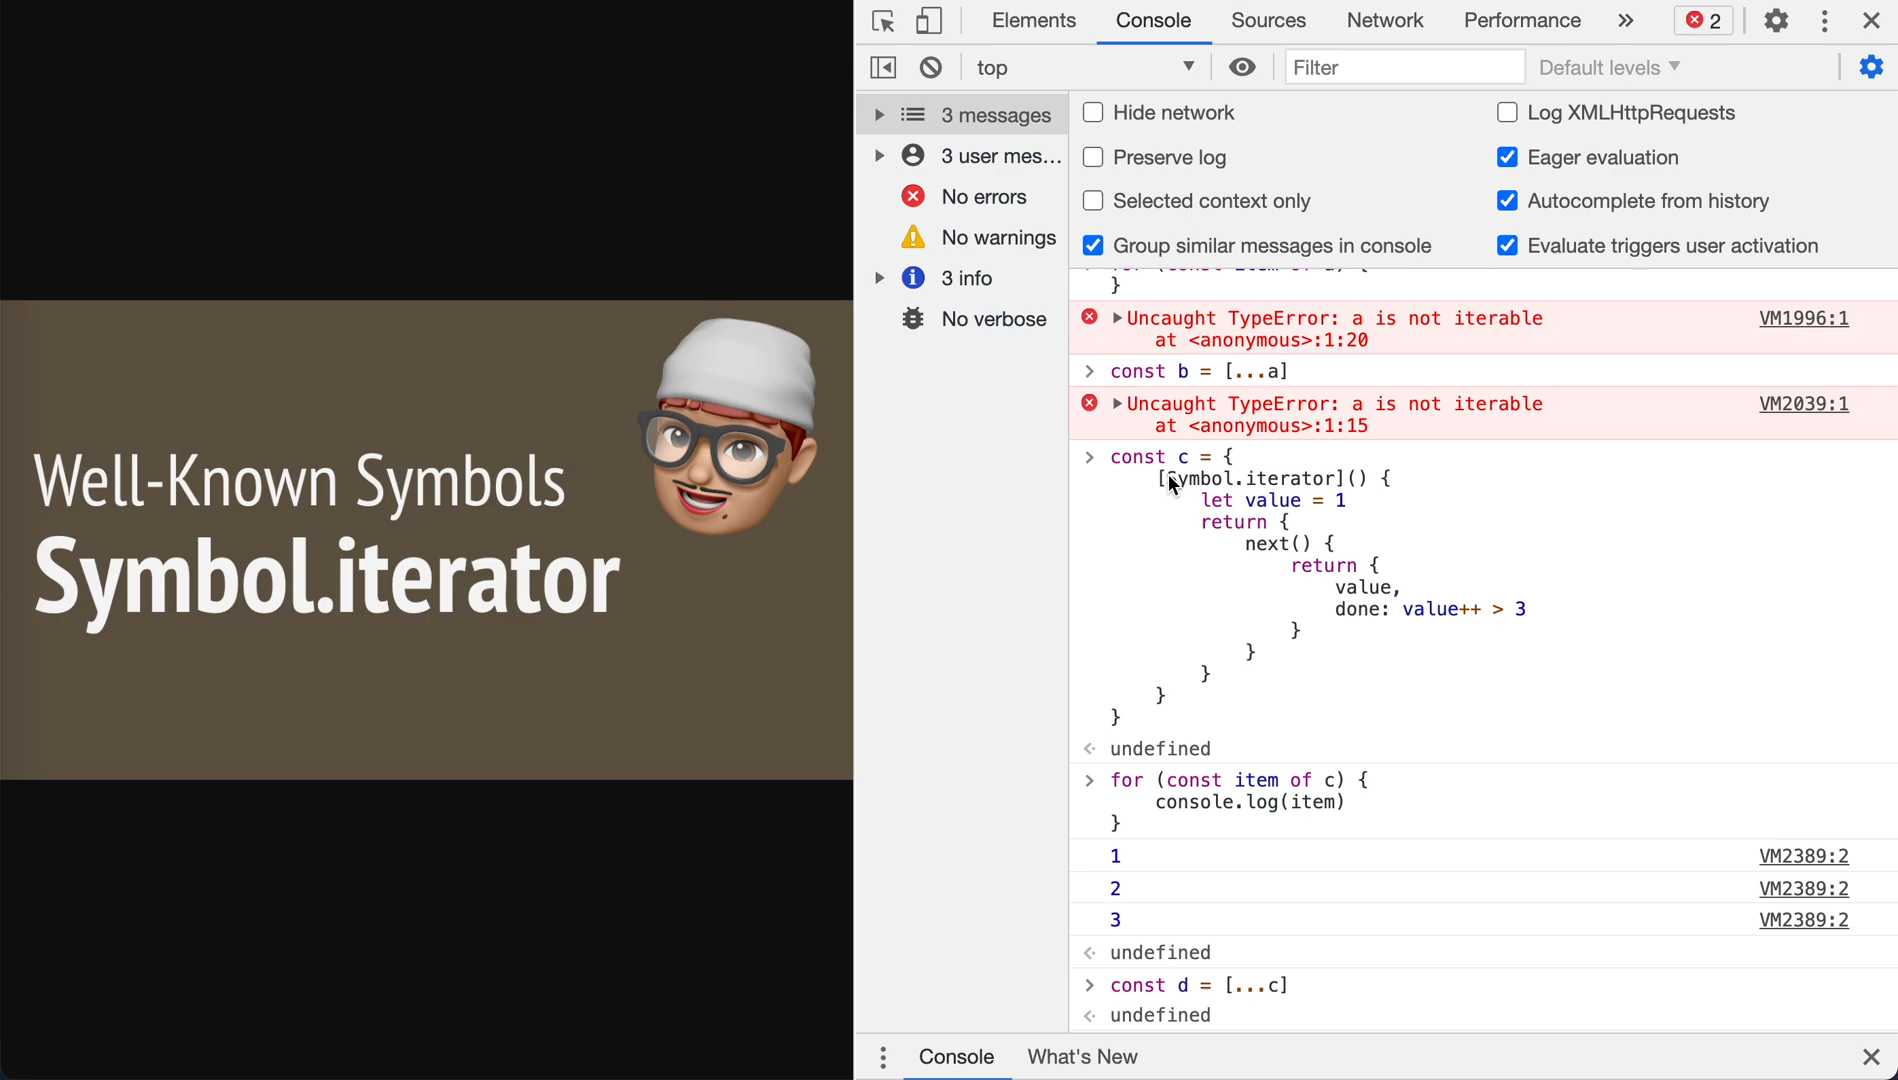 Well-Known Symbols
Symbol.iterator
Elements Console Sources Network Performance » 2
top Filter Default levels
3 messages
3 user mes…
No errors
No warnings
3 info
No verbose
Hide network Log XMLHttpRequests
Preserve log Eager evaluation
Selected context only Autocomplete from history
Group similar messages in console Evaluate triggers user activation
for (const item of a) {
}
Uncaught TypeError: a is not iterable VM1996:1
at <anonymous>:1:20
> const b = [...a]
Uncaught TypeError: a is not iterable VM2039:1
at <anonymous>:1:15
> const c = {
[Symbol.iterator]() {
let value = 1
return {
next() {
return {
value,
done: value++ > 3
}
}
}
}
}
undefined
> for (const item of c) {
console.log(item)
}
1 VM2389:2
2 VM2389:2
3 VM2389:2
undefined
> const d = [...c]
undefined
Console What's New